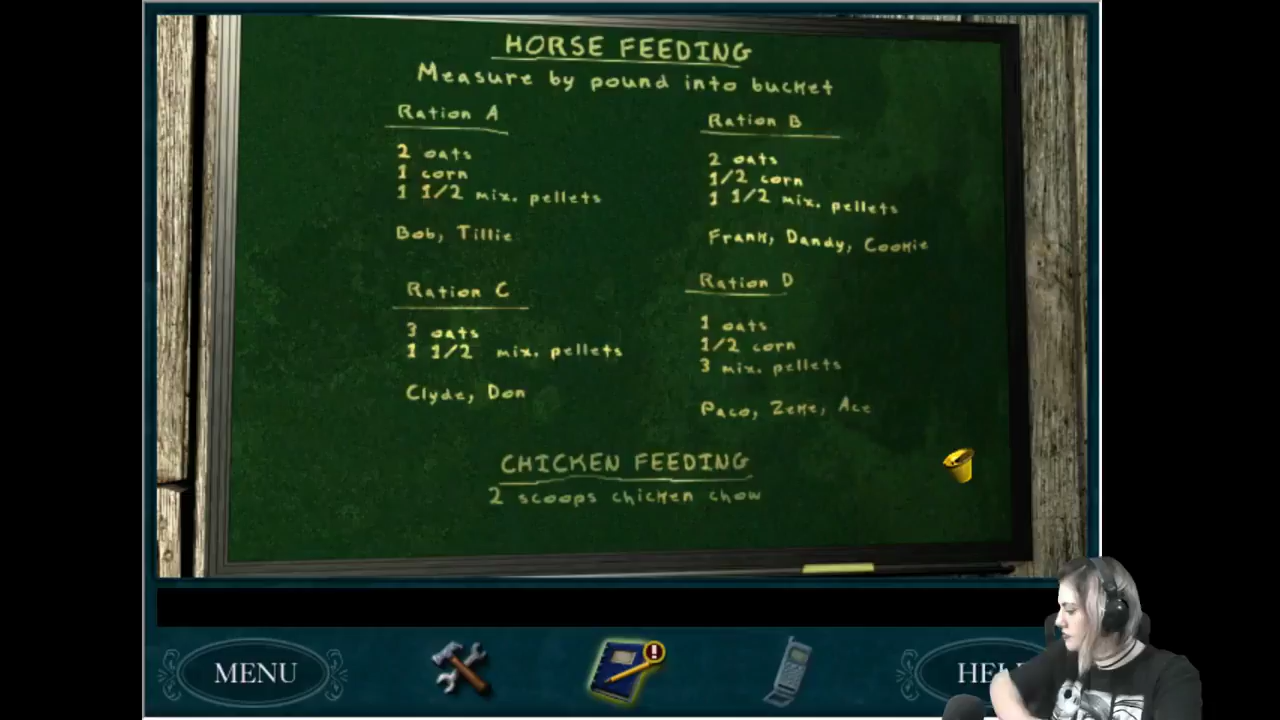 HORSE FEEDING
Measure by pound into bucket
Ration A
2 oats
1 corn
1 1/2 mix. pellets
Bob, Tillie
Ration B
2 oats
1/2 corn
1 1/2 mix. pellets
Frank, Dandy, Cookie
Ration C
3 oats
1 1/2 mix. pellets
Clyde, Don
Ration D
1 oats
1/2 corn
3 mix. pellets
Paco, Zeke, Ace
CHICKEN FEEDING
2 scoops chicken chow
MENU